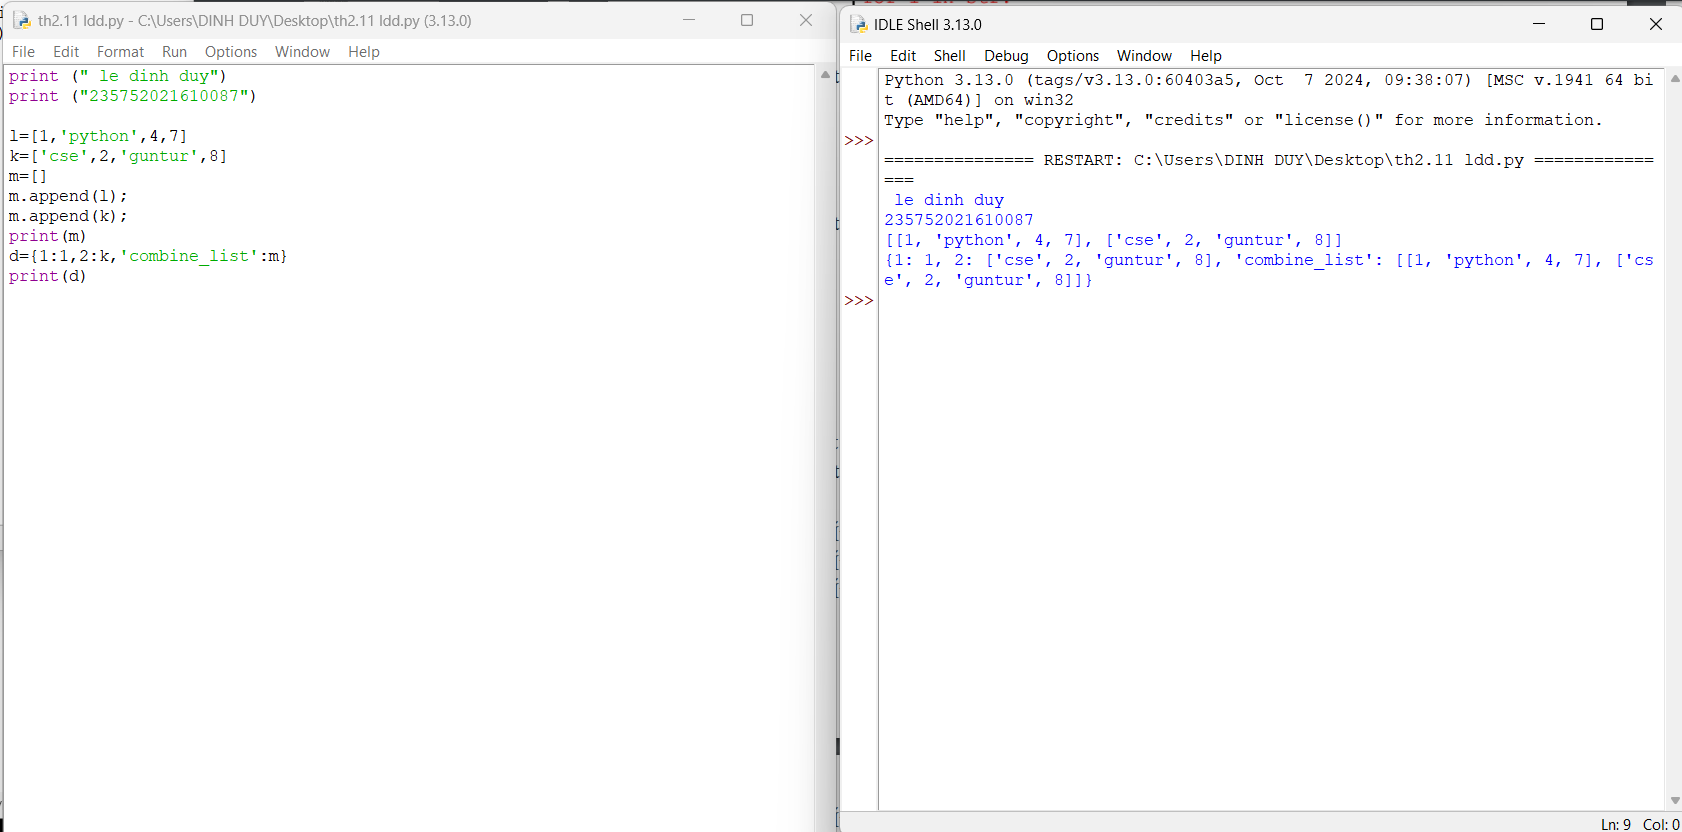 th2.11 ldd.py - C:\Users\DINH DUY\Desktop\th2.11 ldd.py (3.13.0)
File Edit Format Run Options Window Help
print (" le dinh duy")
print ("235752021610087")
l=[1,'python',4,7]
k=['cse',2,'guntur',8]
m=[]
m.append(l);
m.append(k);
print(m)
d={1:1,2:k,'combine_list':m}
print(d)
IDLE Shell 3.13.0
File Edit Shell Debug Options Window Help
Python 3.13.0 (tags/v3.13.0:60403a5, Oct  7 2024, 09:38:07) [MSC v.1941 64 bi
t (AMD64)] on win32
Type "help", "copyright", "credits" or "license()" for more information.
>>>
=============== RESTART: C:\Users\DINH DUY\Desktop\th2.11 ldd.py ============
===
 le dinh duy
235752021610087
[[1, 'python', 4, 7], ['cse', 2, 'guntur', 8]]
{1: 1, 2: ['cse', 2, 'guntur', 8], 'combine_list': [[1, 'python', 4, 7], ['cs
e', 2, 'guntur', 8]]}
>>>
Ln: 9 Col: 0